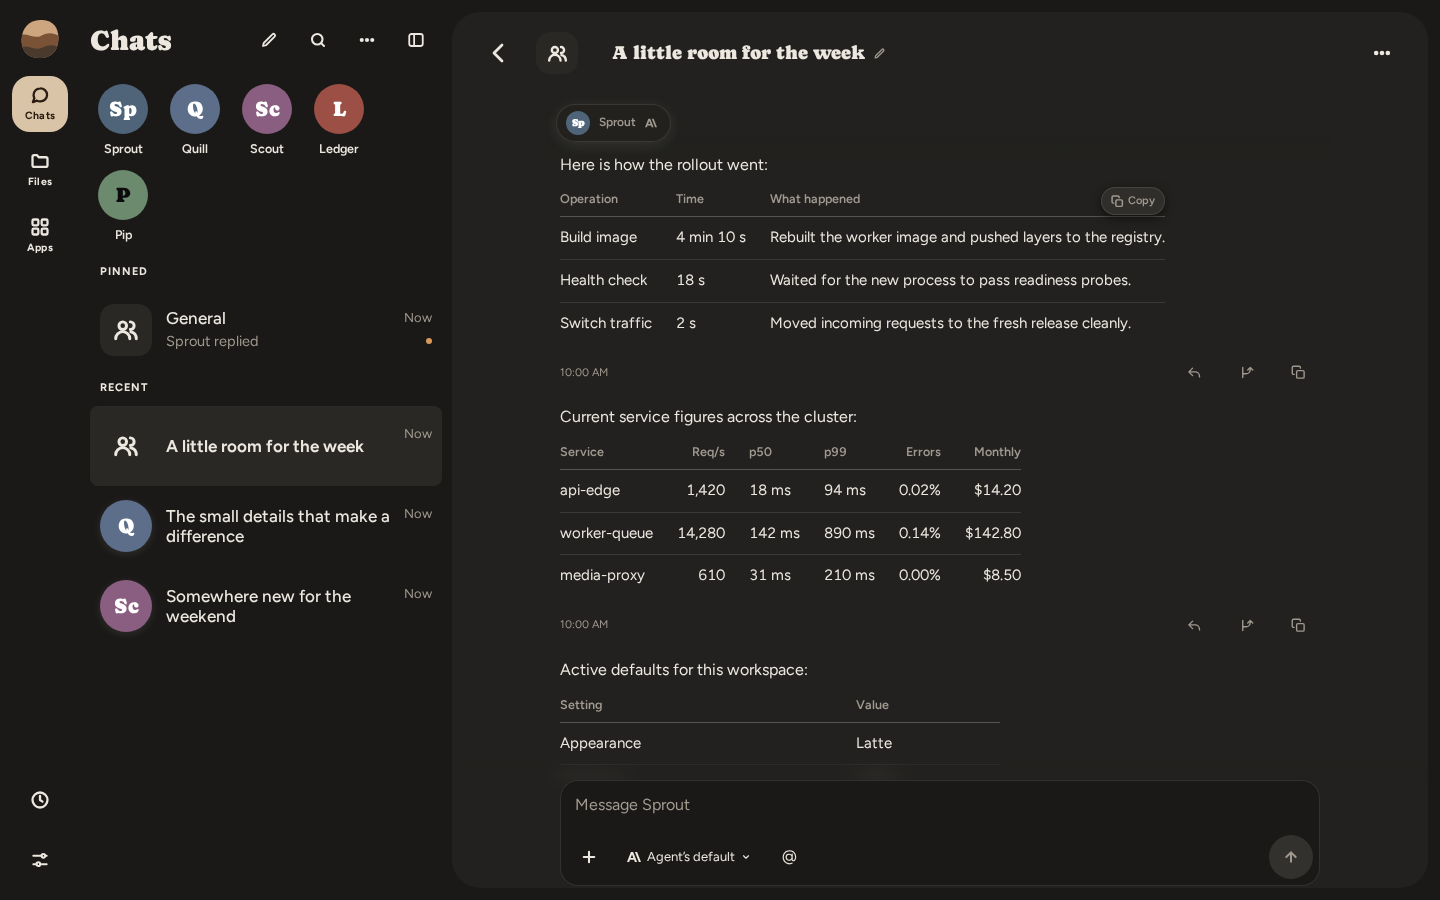 Chats
Sp
Q
Sc
L
Sprout
Quill
Scout
Ledger
P
Pip
Chats
Files
Apps
PINNED
General
Now
Sprout replied
RECENT
A little room for the week
Now
Q
The small details that make a
difference
Now
Sc
Somewhere new for the
weekend
Now
A little room for the week
Sp Sprout
Here is how the rollout went:
Operation Time What happened
Copy
Build image 4 min 10 s Rebuilt the worker image and pushed layers to the registry.
Health check 18 s Waited for the new process to pass readiness probes.
Switch traffic 2 s Moved incoming requests to the fresh release cleanly.
10:00 AM
Current service figures across the cluster:
Service Req/s p50 p99 Errors Monthly
api-edge 1,420 18 ms 94 ms 0.02% $14.20
worker-queue 14,280 142 ms 890 ms 0.14% $142.80
media-proxy 610 31 ms 210 ms 0.00% $8.50
10:00 AM
Active defaults for this workspace:
Setting Value
Appearance Latte
Message Sprout
Agent's default
@